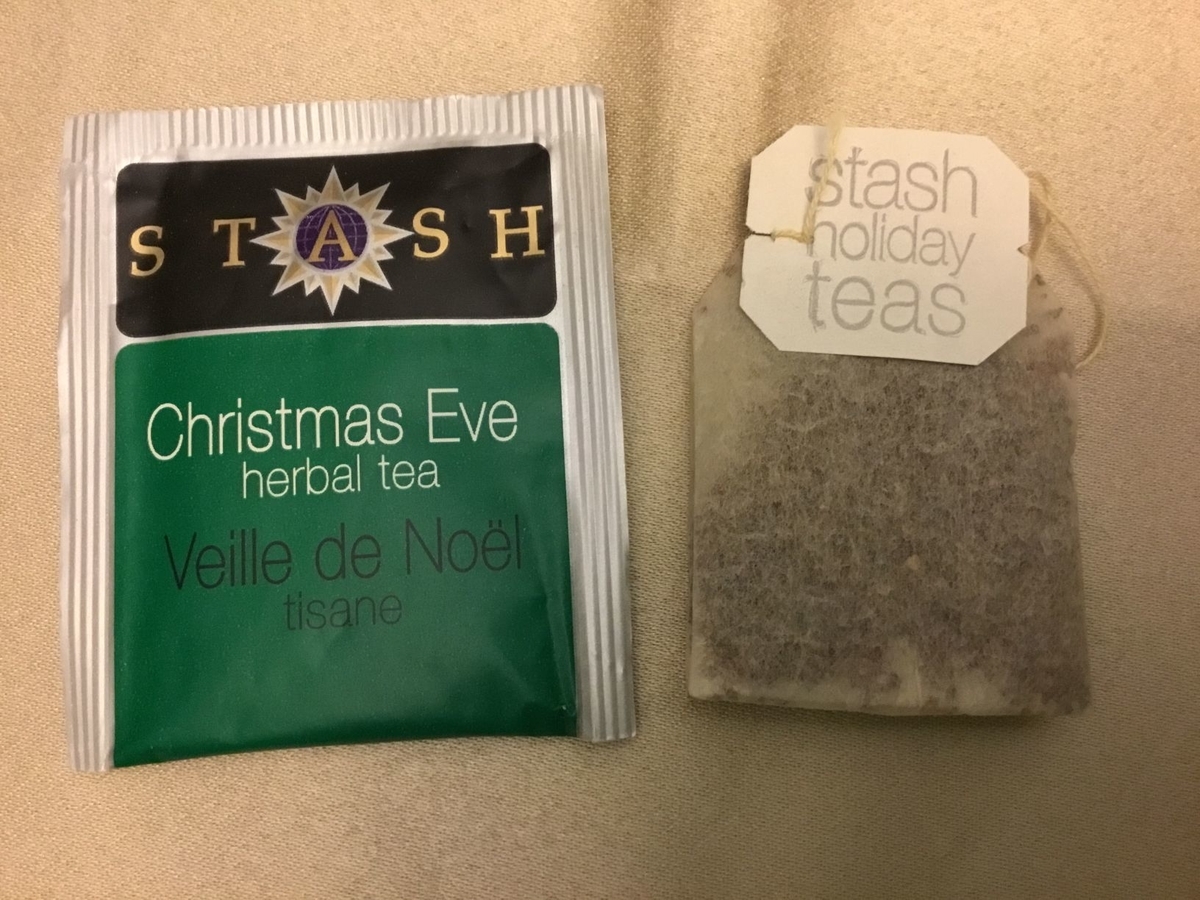 STASH
Christmas Eve
herbal tea
Veille de Noël
tisane
stash
holiday
teas